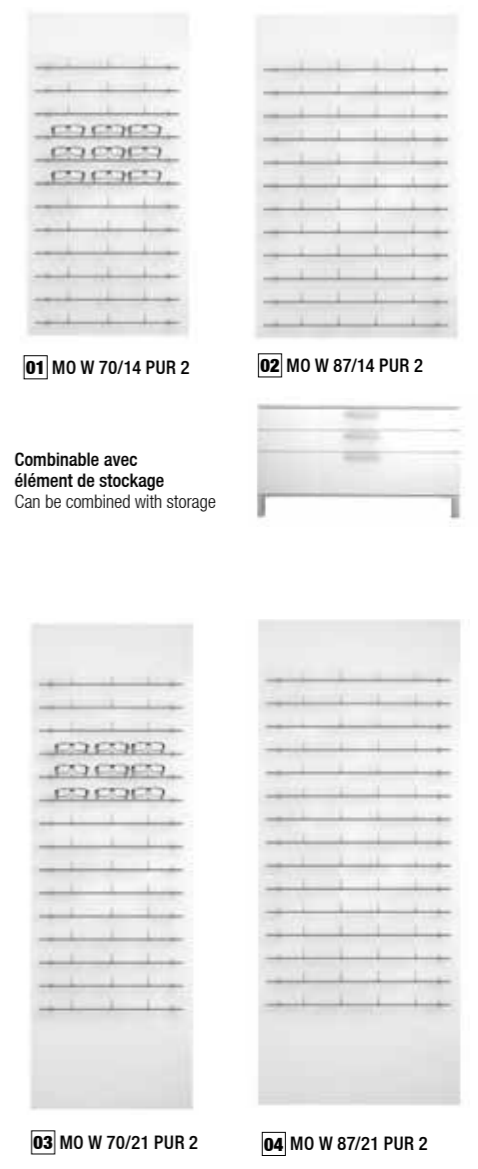 01 MO W 70/14 PUR 2
02 MO W 87/14 PUR 2
Combinable avec
élément de stockage
Can be combined with storage
03 MO W 70/21 PUR 2
04 MO W 87/21 PUR 2